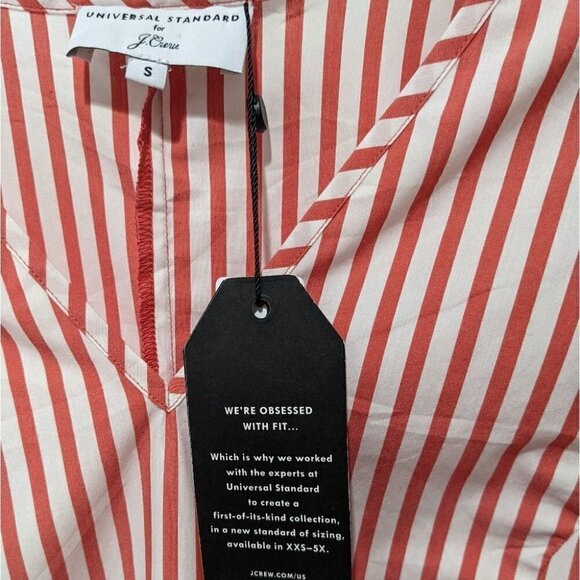 UNIVERSAL STANDARD
for
J.Crew
S
WE'RE OBSESSED
WITH FIT...
Which is why we worked
with the experts at
Universal Standard
to create a
first-of-its-kind collection,
in a new standard of sizing,
available in XXS–5X.
JCREW.COM/US